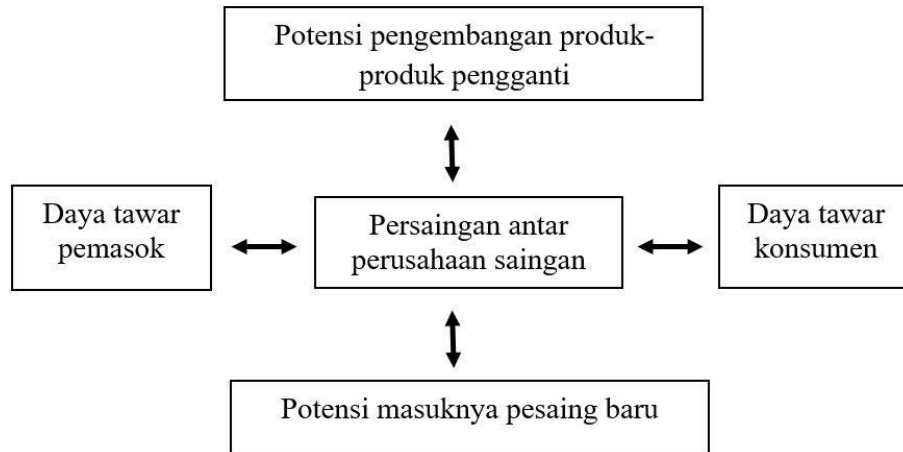 Potensi pengembangan produk-
produk pengganti
Daya tawar
pemasok
Persaingan antar
perusahaan saingan
Daya tawar
konsumen
Potensi masuknya pesaing baru